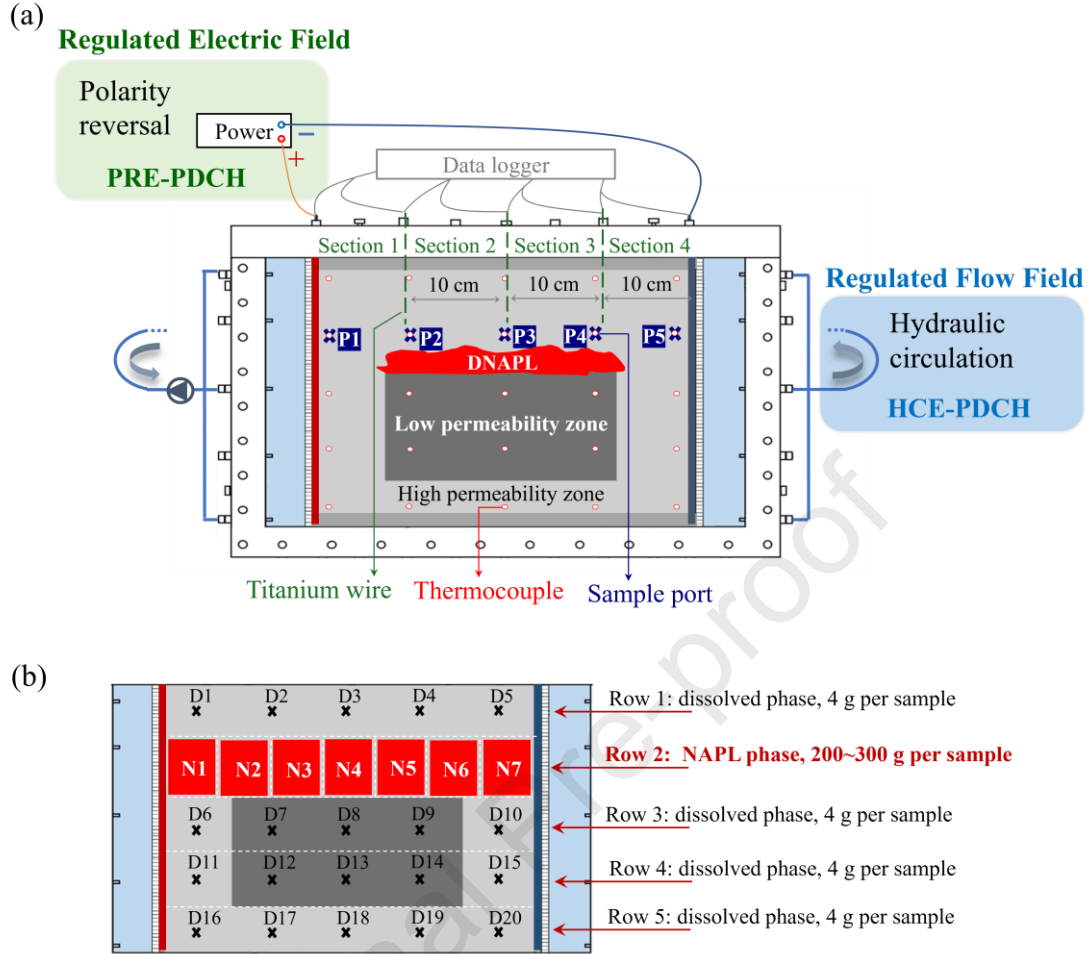 (a)
Regulated Electric Field
Polarity
reversal
Power
−
+
PRE-PDCH
Data logger
Section 1
Section 2
Section 3
Section 4
10 cm
10 cm
10 cm
P1
P2
P3
P4
P5
DNAPL
Low permeability zone
High permeability zone
Regulated Flow Field
Hydraulic
circulation
HCE-PDCH
Titanium wire
Thermocouple
Sample port
(b)
D1 D2 D3 D4 D5
Row 1: dissolved phase, 4 g per sample
N1 N2 N3 N4 N5 N6 N7
Row 2: NAPL phase, 200~300 g per sample
D6 D7 D8 D9 D10
Row 3: dissolved phase, 4 g per sample
D11 D12 D13 D14 D15
Row 4: dissolved phase, 4 g per sample
D16 D17 D18 D19 D20
Row 5: dissolved phase, 4 g per sample
nal Pre-proof